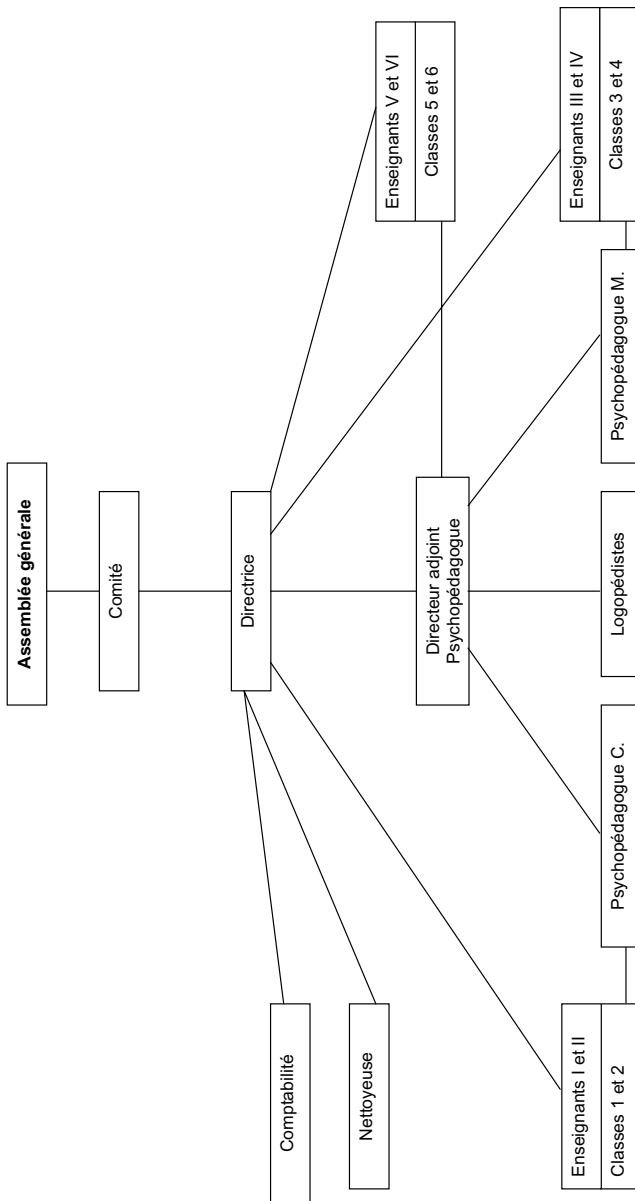 Assemblée générale
Comité
Directrice
Comptabilité
Nettoyeuse
Enseignants V et VI
Classes 5 et 6
Directeur adjoint
Psychopédagogue
Enseignants I et II
Classes 1 et 2
Psychopédagogue C.
Logopédistes
Psychopédagogue M.
Enseignants III et IV
Classes 3 et 4